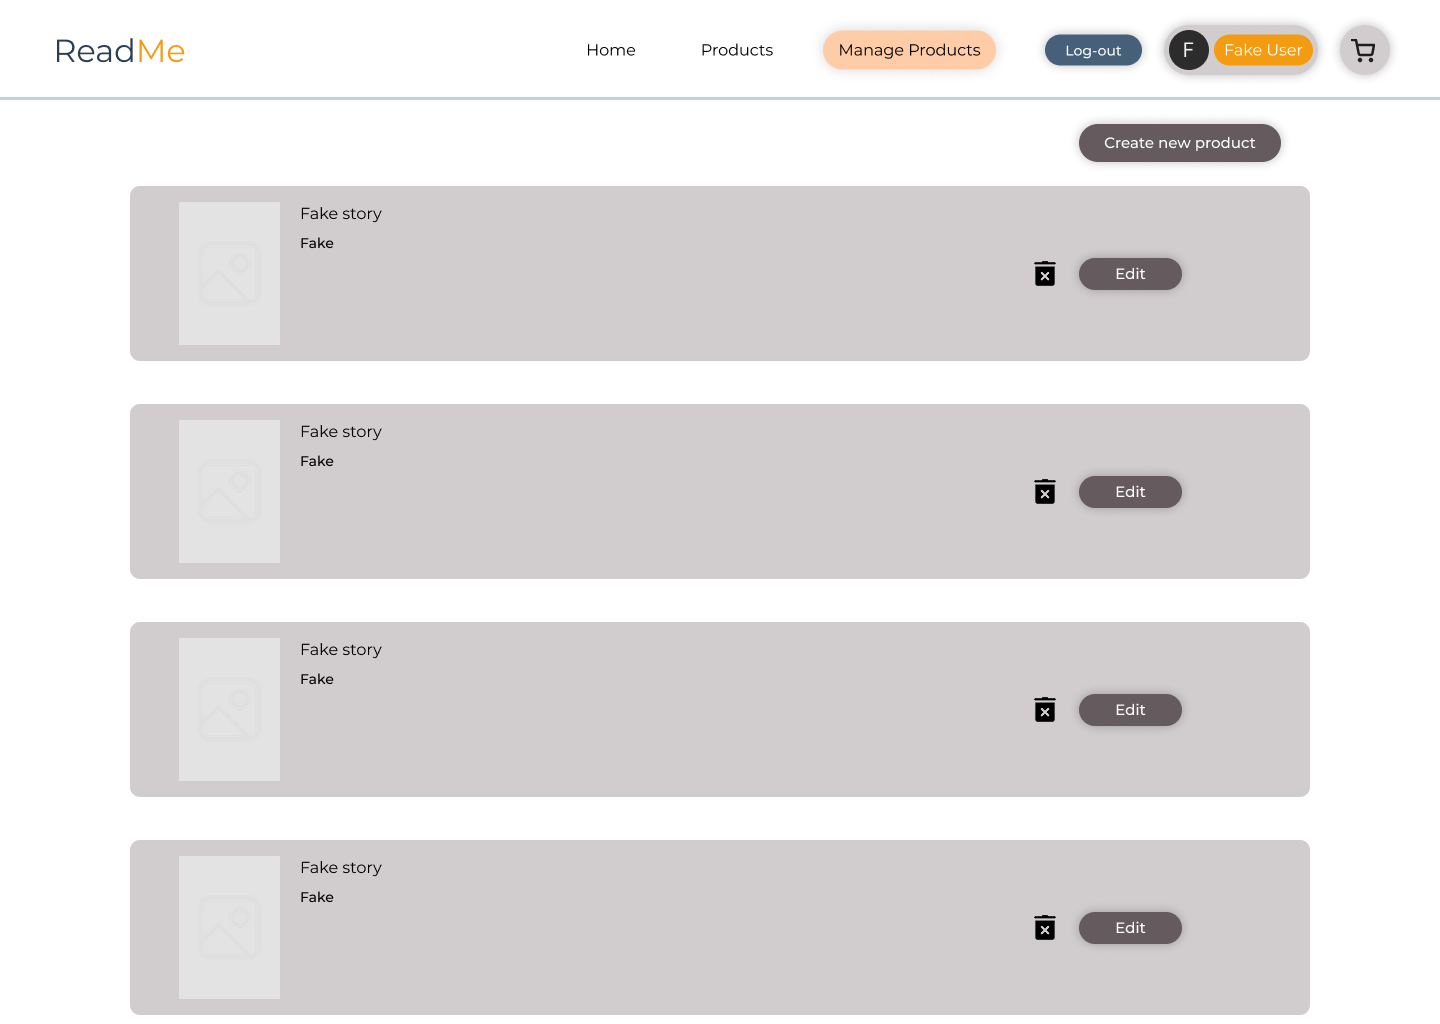 ReadMe
Home
Products
Manage Products
Log-out
F
Fake User
Create new product
Fake story
Fake
Edit
Fake story
Fake
Edit
Fake story
Fake
Edit
Fake story
Fake
Edit